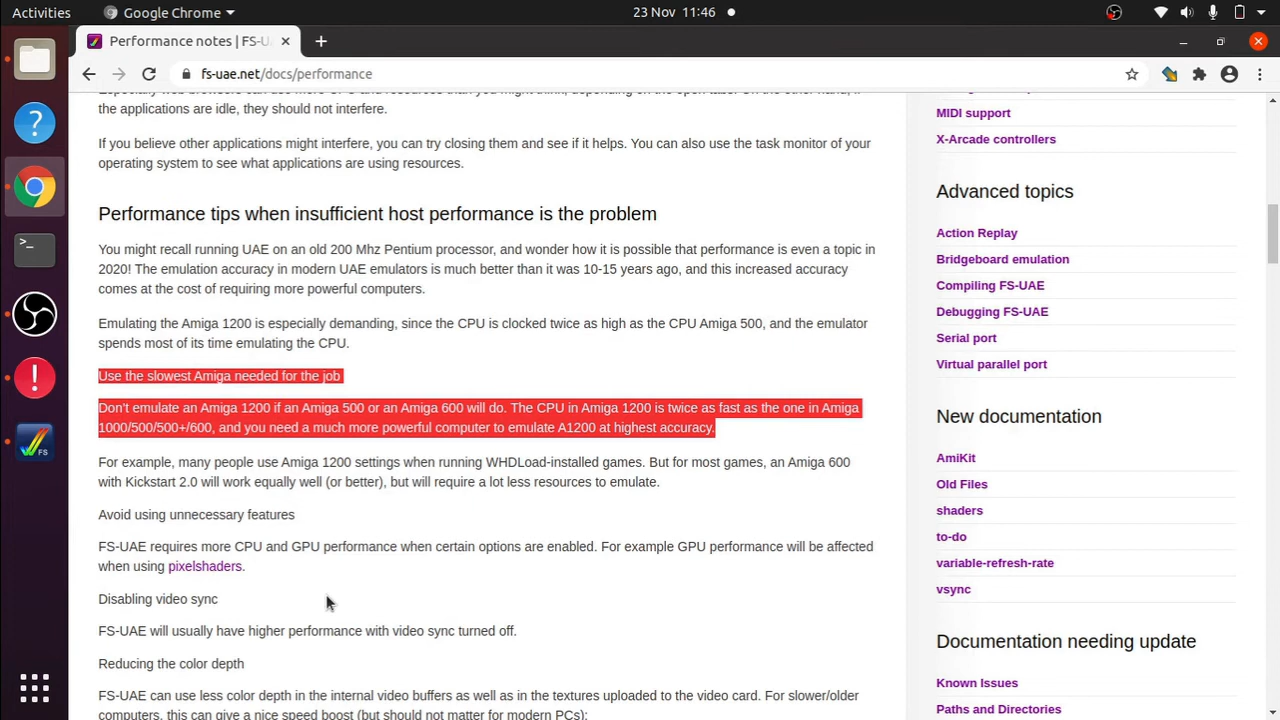 Activities
Google Chrome
23 Nov 11:46
Performance notes | FS-U
fs-uae.net/docs/performance
the applications are idle, they should not interfere.
If you believe other applications might interfere, you can try closing them and see if it helps. You can also use the task monitor of your
operating system to see what applications are using resources.
Performance tips when insufficient host performance is the problem
You might recall running UAE on an old 200 Mhz Pentium processor, and wonder how it is possible that performance is even a topic in
2020! The emulation accuracy in modern UAE emulators is much better than it was 10-15 years ago, and this increased accuracy
comes at the cost of requiring more powerful computers.
Emulating the Amiga 1200 is especially demanding, since the CPU is clocked twice as high as the CPU Amiga 500, and the emulator
spends most of its time emulating the CPU.
Use the slowest Amiga needed for the job
Don't emulate an Amiga 1200 if an Amiga 500 or an Amiga 600 will do. The CPU in Amiga 1200 is twice as fast as the one in Amiga
1000/500/500+/600, and you need a much more powerful computer to emulate A1200 at highest accuracy.
For example, many people use Amiga 1200 settings when running WHDLoad-installed games. But for most games, an Amiga 600
with Kickstart 2.0 will work equally well (or better), but will require a lot less resources to emulate.
Avoid using unnecessary features
FS-UAE requires more CPU and GPU performance when certain options are enabled. For example GPU performance will be affected
when using pixelshaders.
Disabling video sync
FS-UAE will usually have higher performance with video sync turned off.
Reducing the color depth
FS-UAE can use less color depth in the internal video buffers as well as in the textures uploaded to the video card. For slower/older
computers, this can give a nice speed boost (but should not matter for modern PCs):
MIDI support
X-Arcade controllers
Advanced topics
Action Replay
Bridgeboard emulation
Compiling FS-UAE
Debugging FS-UAE
Serial port
Virtual parallel port
New documentation
AmiKit
Old Files
shaders
to-do
variable-refresh-rate
vsync
Documentation needing update
Known Issues
Paths and Directories
FS